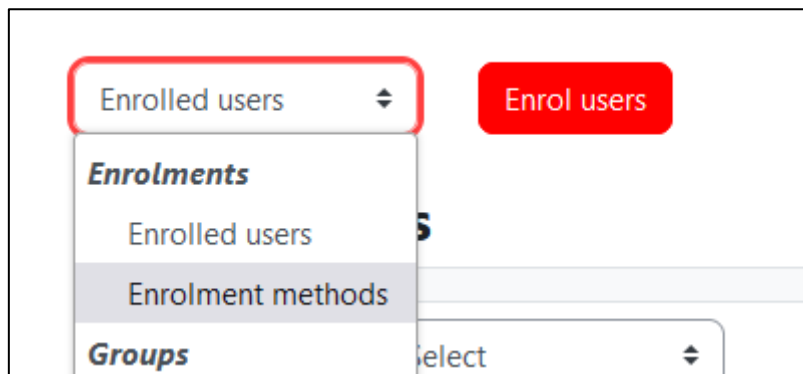 Enrolled users
Enrol users
Enrolments
Enrolled users
Enrolment methods
Groups